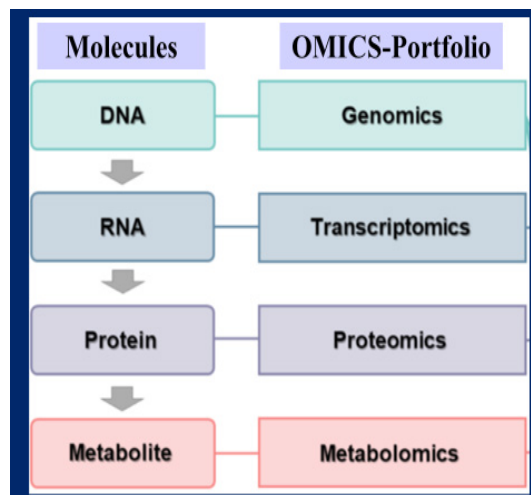 Molecules OMICS-Portfolio
DNA Genomics
RNA Transcriptomics
Protein Proteomics
Metabolite Metabolomics